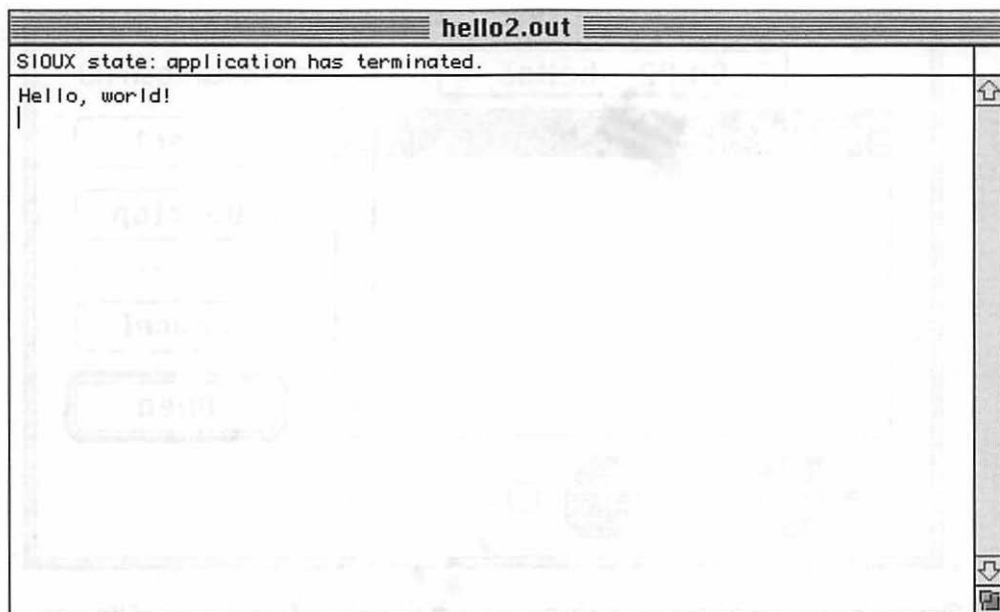 hello2.out
SIOUX state: application has terminated.
Hello, world!